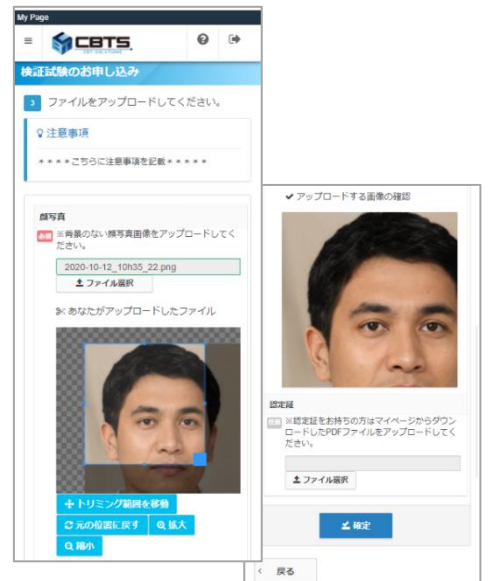 My Page
CBTS
CBT SOLUTIONS
検証試験のお申し込み
3 ファイルをアップロードしてください。
注意事項
＊＊＊＊こちらに注意事項を記載＊＊＊＊＊
顔写真
必須 ※背景のない顔写真画像をアップロードしてく
ださい。
2020-10-12_10h35_22.png
ファイル選択
あなたがアップロードしたファイル
トリミング範囲を移動
元の位置に戻す 拡大
縮小
アップロードする画像の確認
認定証
任意 ※認定証をお持ちの方はマイページからダウン
ロードしたPDFファイルをアップロードしてく
ださい。
ファイル選択
確定
戻る